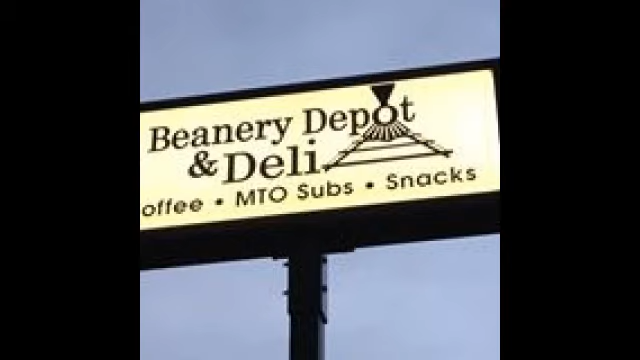 Beanery Depot
& Deli
offee • MTO Subs • Snacks